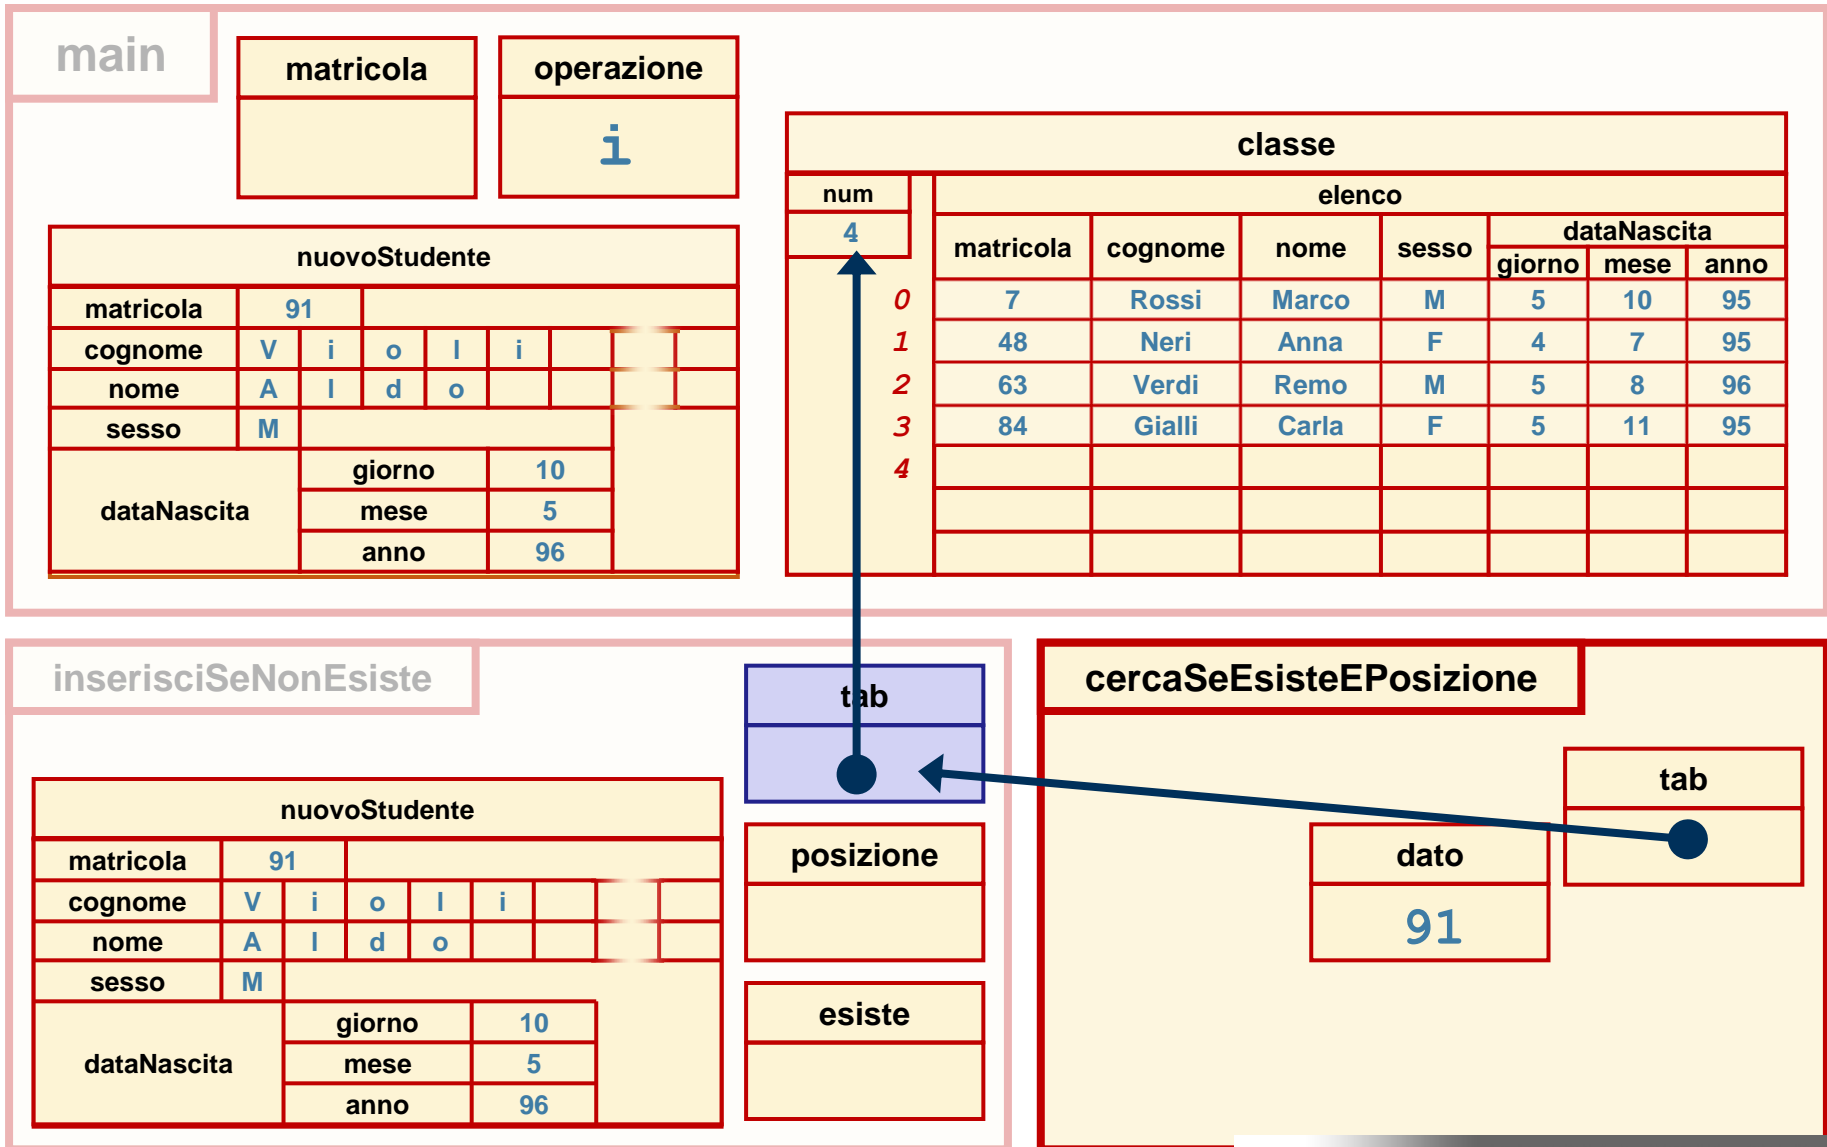 main
matricola
operazione
i
classe
num
elenco
4
matricola cognome nome sesso dataNascita
giorno mese anno
0 7 Rossi Marco M 5 10 95
1 48 Neri Anna F 4 7 95
2 63 Verdi Remo M 5 8 96
3 84 Gialli Carla F 5 11 95
4
nuovoStudente
matricola 91
cognome V i o l i
nome A l d o
sesso M
dataNascita
giorno 10
mese 5
anno 96
inserisciSeNonEsiste
tab
nuovoStudente
matricola 91
cognome V i o l i
nome A l d o
sesso M
dataNascita
giorno 10
mese 5
anno 96
posizione
esiste
cercaSeEsisteEPosizione
tab
dato
91